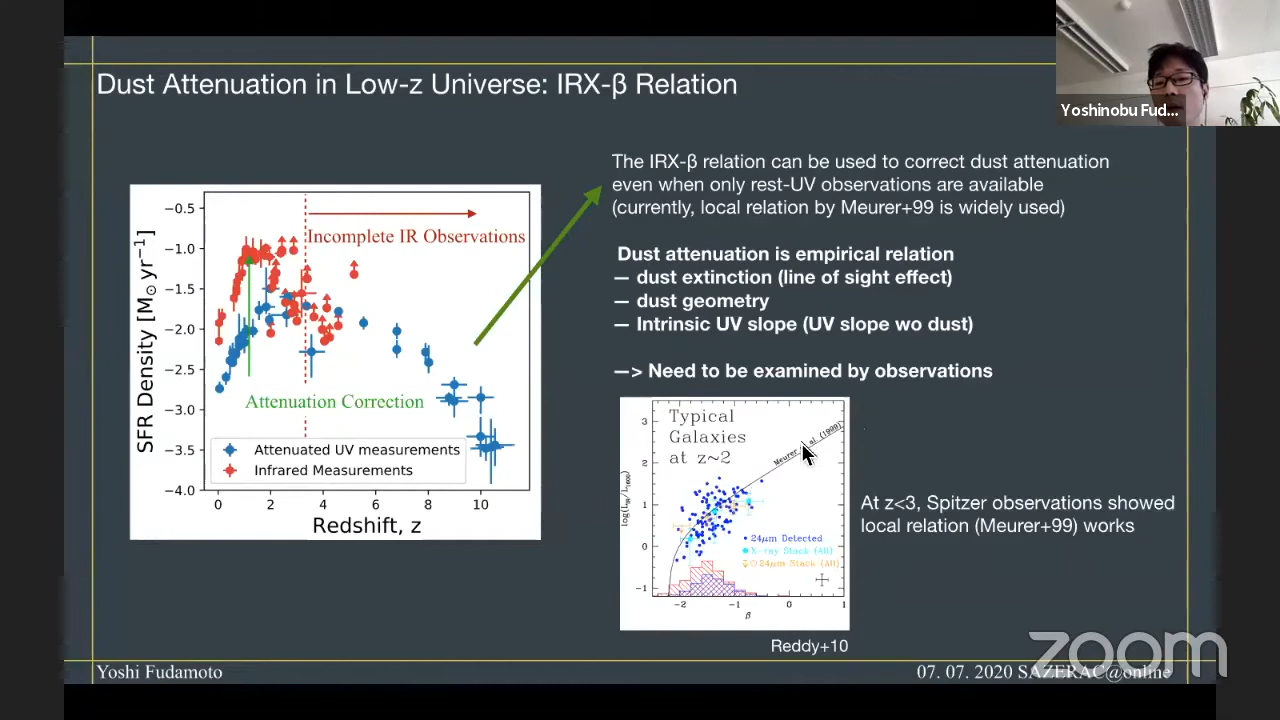 Dust Attenuation in Low-z Universe: IRX-β Relation
Yoshinobu Fud...
The IRX-β relation can be used to correct dust attenuation
even when only rest-UV observations are available
(currently, local relation by Meurer+99 is widely used)
Dust attenuation is empirical relation
— dust extinction (line of sight effect)
— dust geometry
— Intrinsic UV slope (UV slope wo dust)
—> Need to be examined by observations
SFR Density [M⊙ yr⁻¹]
−0.5
−1.0
−1.5
−2.0
−2.5
−3.0
−3.5
−4.0
Incomplete IR Observations
Attenuation Correction
Attenuated UV measurements
Infrared Measurements
0 2 4 6 8 10
Redshift, z
Typical
Galaxies
at z~2
Meurer et al (1999)
log(L_IR/L_1600)
3
2
1
0
−1
24μm Detected
X-ray Stack (All)
24μm Stack (All)
−2 −1 0 1
β
Reddy+10
At z<3, Spitzer observations showed
local relation (Meurer+99) works
zoom
Yoshi Fudamoto
07. 07. 2020 SAZERAC@online